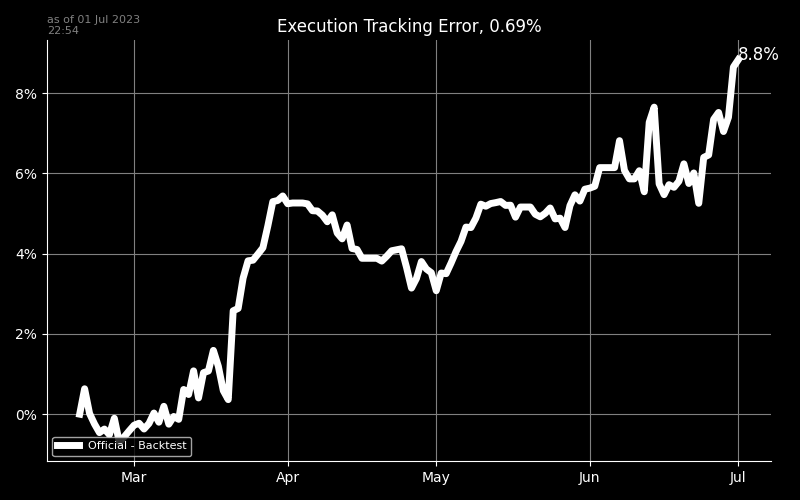 as of 01 Jul 2023
22:54
Execution Tracking Error, 0.69%
8.8%
8%
6%
4%
2%
0%
Official - Backtest
Mar Apr May Jun Jul